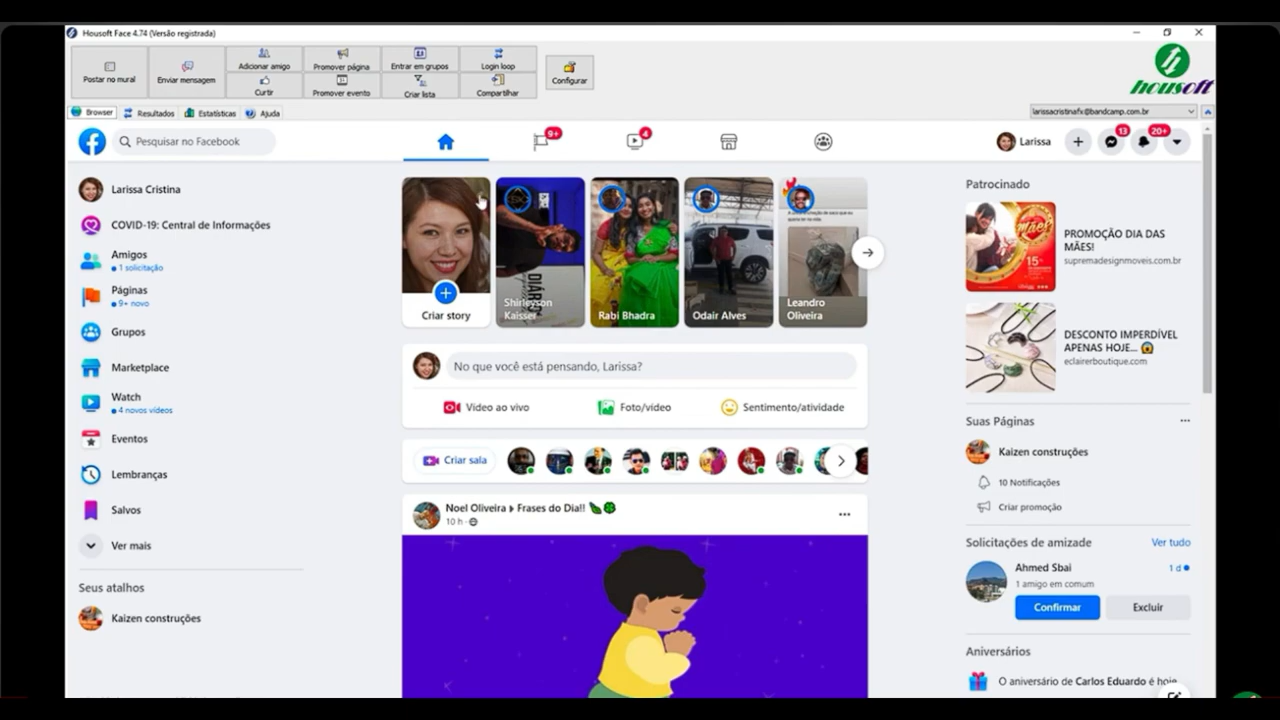 Housoft Face 4.74 (Versão registrada)
Postar no mural
Enviar mensagem
Adicionar amigo
Curtir
Promover página
Promover evento
Entrar em grupos
Criar lista
Login loop
Compartilhar
Configurar
housoft
Browser
Resultados
Estatísticas
Ajuda
larissacristinafx@bandcamp.com.br
Pesquisar no Facebook
9+
4
Larissa
13
20+
Larissa Cristina
COVID-19: Central de Informações
Amigos
1 solicitação
Páginas
9+ novo
Grupos
Marketplace
Watch
4 novos vídeos
Eventos
Lembranças
Salvos
Ver mais
Seus atalhos
Kaizen construções
Criar story
Shirleyson
Kaisser
Rabi Bhadra
Odair Alves
Leandro
Oliveira
No que você está pensando, Larissa?
Vídeo ao vivo
Foto/vídeo
Sentimento/atividade
Criar sala
Noel Oliveira
Frases do Dia!!
10 h
Patrocinado
Mães
15
PROMOÇÃO DIA DAS
MÃES!
supremadesignmoveis.com.br
DESCONTO IMPERDÍVEL
APENAS HOJE...
eclairerboutique.com
Suas Páginas
Kaizen construções
10 Notificações
Criar promoção
Solicitações de amizade
Ver tudo
Ahmed Sbai
1 d
1 amigo em comum
Confirmar
Excluir
Aniversários
O aniversário de Carlos Eduardo é hoje.